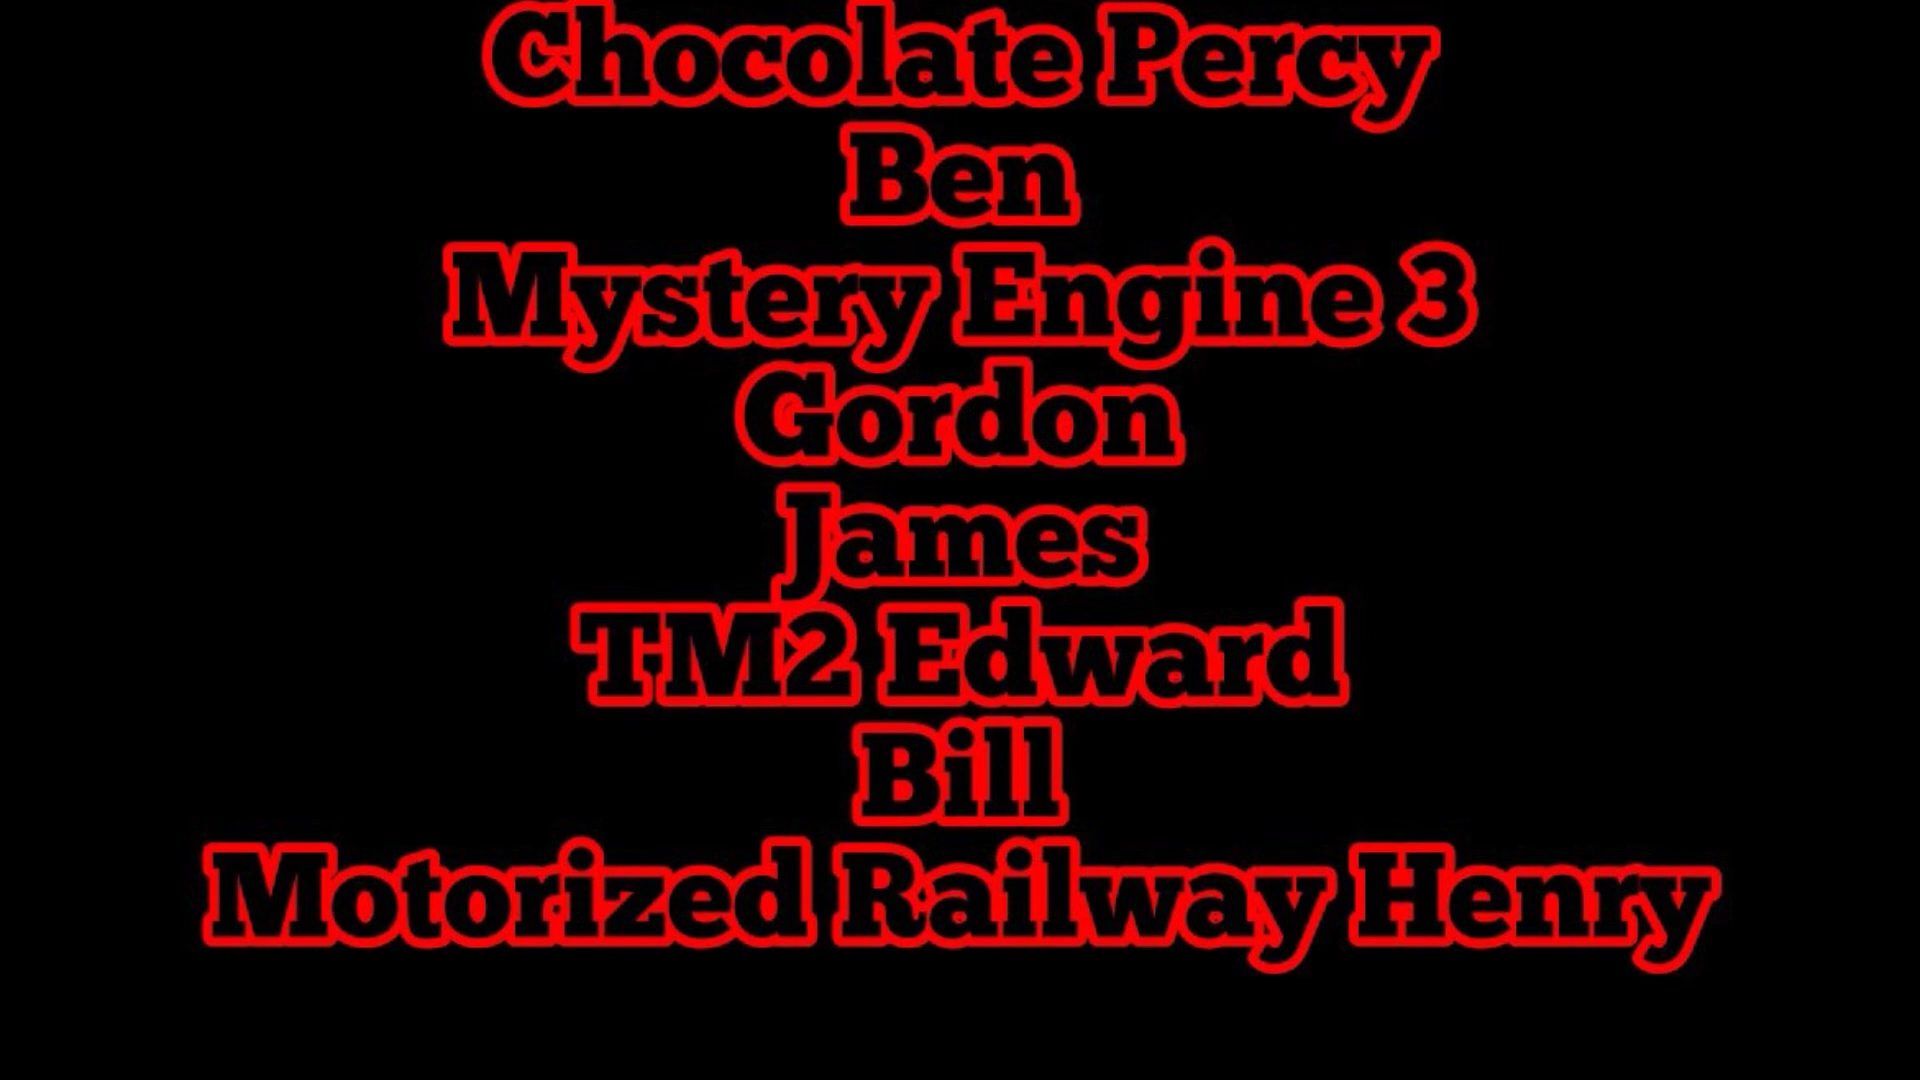 Chocolate Percy
Ben
Mystery Engine 3
Gordon
James
TM2 Edward
Bill
Motorized Railway Henry